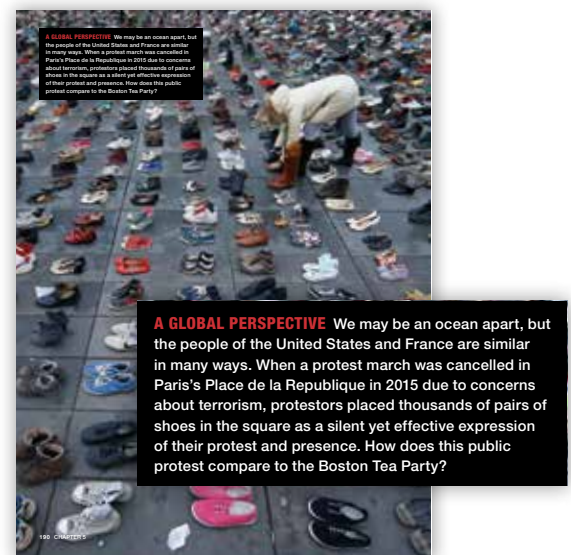 A GLOBAL PERSPECTIVE We may be an ocean apart, but
the people of the United States and France are similar
in many ways. When a protest march was cancelled in
Paris's Place de la Republique in 2015 due to concerns
about terrorism, protestors placed thousands of pairs of
shoes in the square as a silent yet effective expression
of their protest and presence. How does this public
protest compare to the Boston Tea Party?
A GLOBAL PERSPECTIVE We may be an ocean apart, but
the people of the United States and France are similar
in many ways. When a protest march was cancelled in
Paris's Place de la Republique in 2015 due to concerns
about terrorism, protestors placed thousands of pairs of
shoes in the square as a silent yet effective expression
of their protest and presence. How does this public
protest compare to the Boston Tea Party?
190 CHAPTER 5